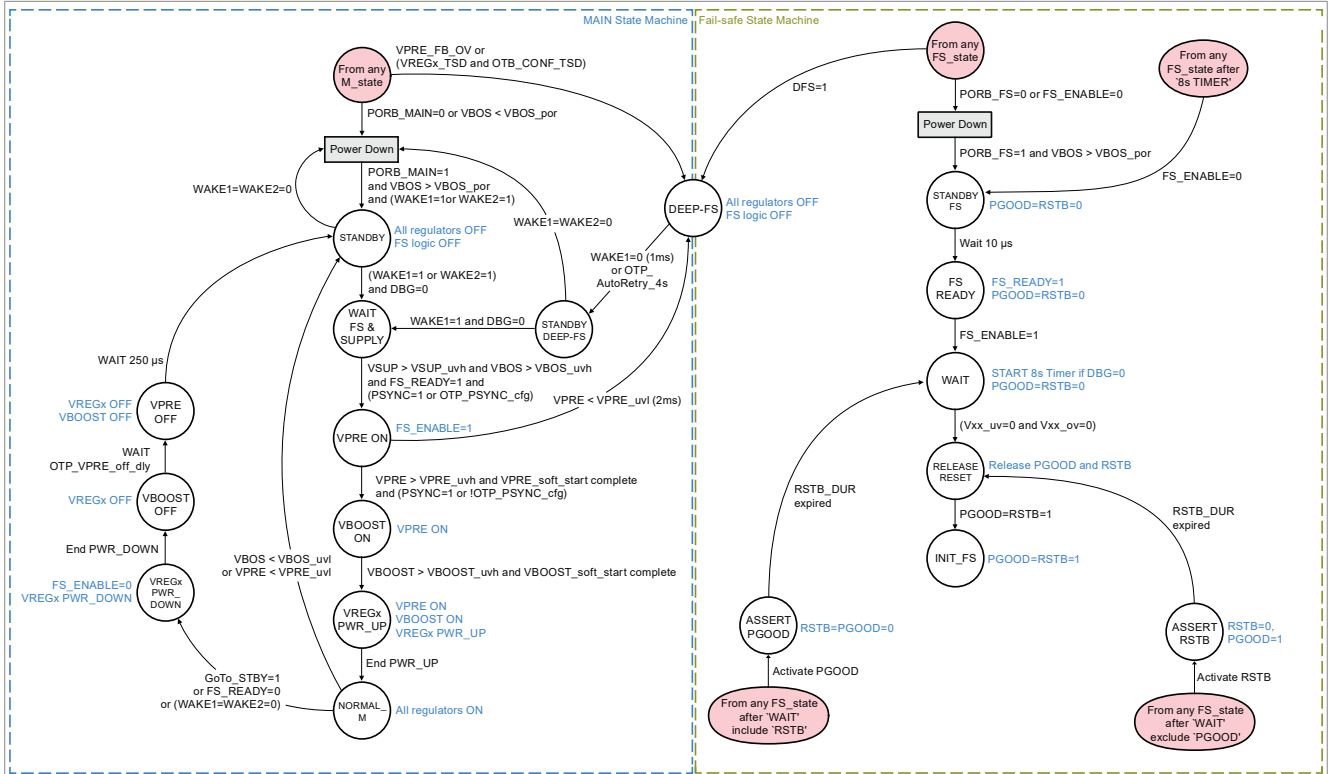 MAIN State Machine
Fail-safe State Machine
From any
M_state
VPRE_FB_OV or
(VREGx_TSD and OTB_CONF_TSD)
PORB_MAIN=0 or VBOS < VBOS_por
Power Down
WAKE1=WAKE2=0
PORB_MAIN=1
and VBOS > VBOS_por
and (WAKE1=1or WAKE2=1)
STANDBY
All regulators OFF
FS logic OFF
WAKE1=WAKE2=0
(WAKE1=1 or WAKE2=1)
and DBG=0
WAIT
FS &
SUPPLY
WAKE1=1 and DBG=0
STANDBY
DEEP-FS
WAKE1=0 (1ms)
or OTP_
AutoRetry_4s
DEEP-FS
All regulators OFF
FS logic OFF
DFS=1
VSUP > VSUP_uvh and VBOS > VBOS_uvh
and FS_READY=1 and
(PSYNC=1 or OTP_PSYNC_cfg)
VPRE < VPRE_uvl (2ms)
VPRE ON
FS_ENABLE=1
VPRE > VPRE_uvh and VPRE_soft_start complete
and (PSYNC=1 or !OTP_PSYNC_cfg)
VBOOST
ON
VPRE ON
VBOOST > VBOOST_uvh and VBOOST_soft_start complete
VREGx
PWR_UP
VPRE ON
VBOOST ON
VREGx PWR_UP
End PWR_UP
NORMAL_
M
All regulators ON
VBOS < VBOS_uvl
or VPRE < VPRE_uvl
GoTo_STBY=1
or FS_READY=0
or (WAKE1=WAKE2=0)
FS_ENABLE=0
VREGx PWR_DOWN
VREGx
PWR_
DOWN
End PWR_DOWN
VREGx OFF
VBOOST
OFF
WAIT
OTP_VPRE_off_dly
VREGx OFF
VBOOST OFF
VPRE
OFF
WAIT 250 µs
From any
FS_state
PORB_FS=0 or FS_ENABLE=0
Power Down
PORB_FS=1 and VBOS > VBOS_por
From any
FS_state after
'8s TIMER'
FS_ENABLE=0
STANDBY
FS
PGOOD=RSTB=0
Wait 10 µs
FS
READY
FS_READY=1
PGOOD=RSTB=0
FS_ENABLE=1
WAIT
START 8s Timer if DBG=0
PGOOD=RSTB=0
(Vxx_uv=0 and Vxx_ov=0)
RELEASE
RESET
Release PGOOD and RSTB
PGOOD=RSTB=1
INIT_FS
PGOOD=RSTB=1
RSTB_DUR
expired
ASSERT
PGOOD
RSTB=PGOOD=0
Activate PGOOD
From any FS_state
after 'WAIT'
include 'RSTB'
RSTB_DUR
expired
ASSERT
RSTB
RSTB=0,
PGOOD=1
Activate RSTB
From any FS_state
after 'WAIT'
exclude 'PGOOD'